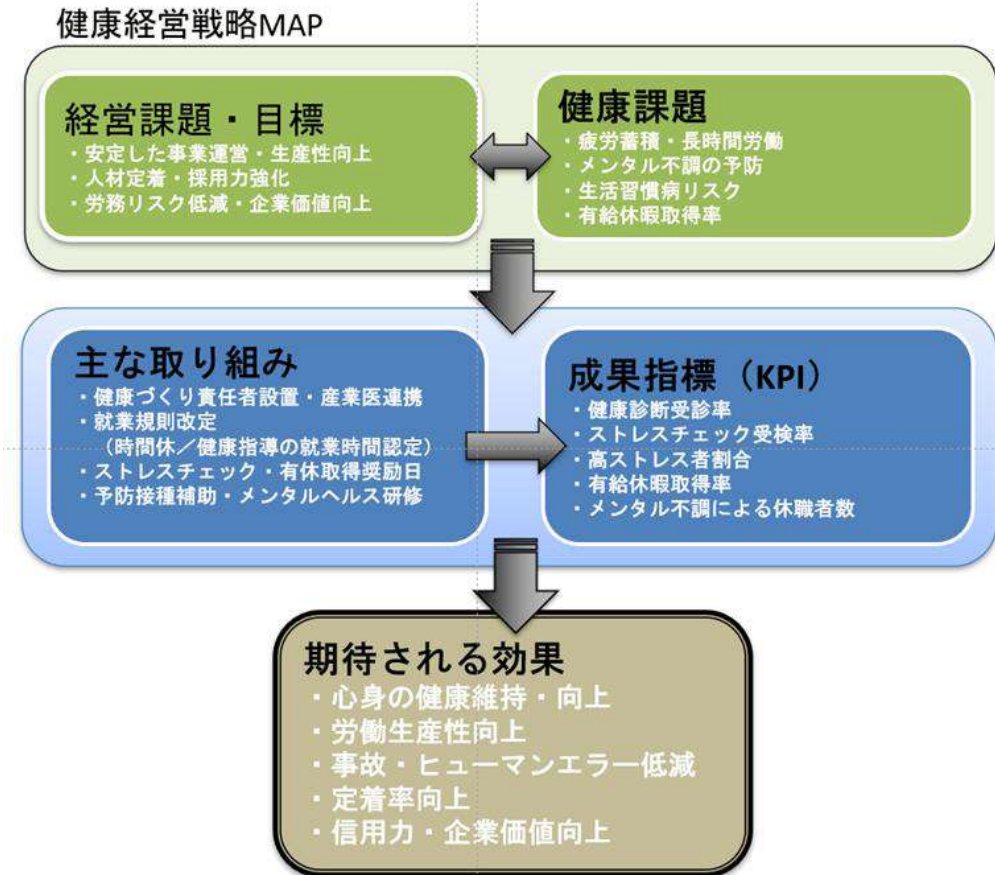 健康経営戦略MAP
経営課題・目標
・安定した事業運営・生産性向上
・人材定着・採用力強化
・労務リスク低減・企業価値向上
健康課題
・疲労蓄積・長時間労働
・メンタル不調の予防
・生活習慣病リスク
・有給休暇取得率
主な取り組み
・健康づくり責任者設置・産業医連携
・就業規則改定
（時間休／健康指導の就業時間認定）
・ストレスチェック・有休取得奨励日
・予防接種補助・メンタルヘルス研修
成果指標（KPI）
・健康診断受診率
・ストレスチェック受検率
・高ストレス者割合
・有給休暇取得率
・メンタル不調による休職者数
期待される効果
・心身の健康維持・向上
・労働生産性向上
・事故・ヒューマンエラー低減
・定着率向上
・信用力・企業価値向上